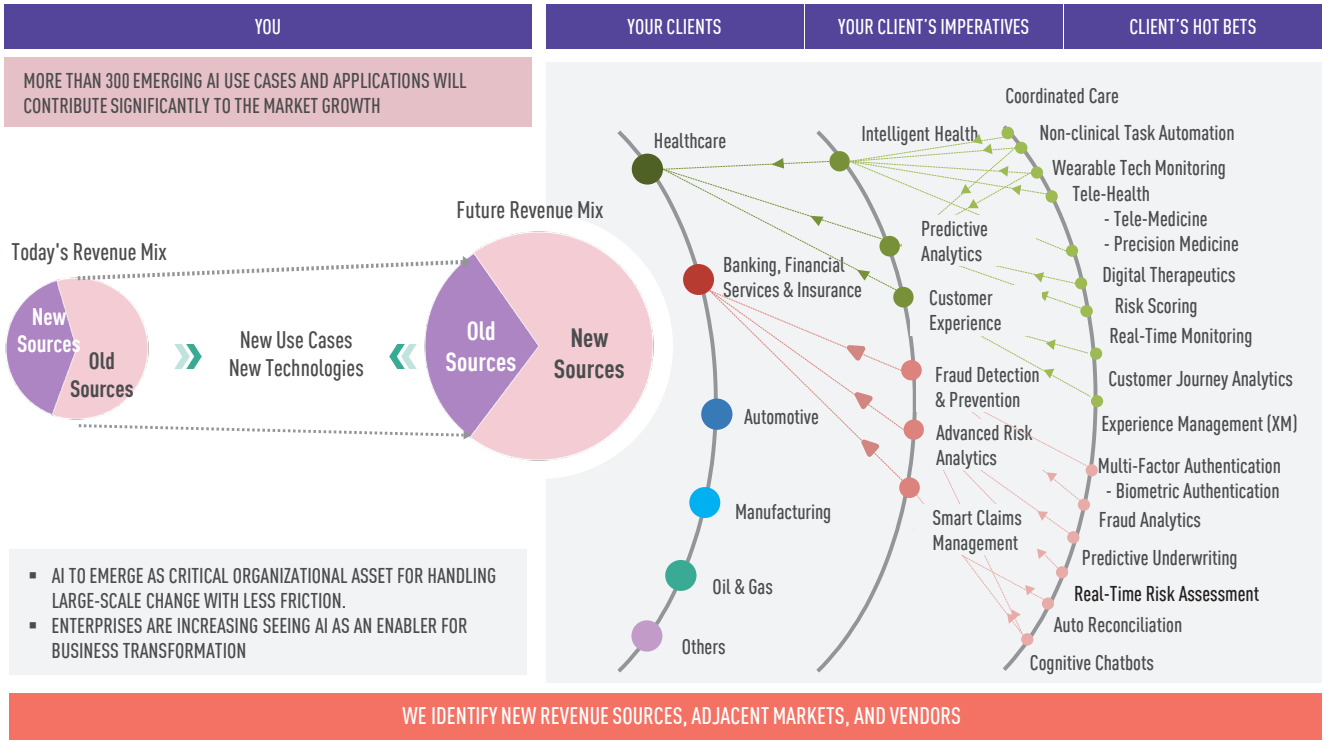 YOU
YOUR CLIENTS
YOUR CLIENT'S IMPERATIVES
CLIENT'S HOT BETS
MORE THAN 300 EMERGING AI USE CASES AND APPLICATIONS WILL
CONTRIBUTE SIGNIFICANTLY TO THE MARKET GROWTH
Today's Revenue Mix
New
Sources
Old
Sources
New Use Cases
New Technologies
Future Revenue Mix
Old
Sources
New
Sources
AI TO EMERGE AS CRITICAL ORGANIZATIONAL ASSET FOR HANDLING
LARGE-SCALE CHANGE WITH LESS FRICTION.
ENTERPRISES ARE INCREASING SEEING AI AS AN ENABLER FOR
BUSINESS TRANSFORMATION
Healthcare
Banking, Financial
Services & Insurance
Automotive
Manufacturing
Oil & Gas
Others
Intelligent Health
Predictive
Analytics
Customer
Experience
Fraud Detection
& Prevention
Advanced Risk
Analytics
Smart Claims
Management
Coordinated Care
Non-clinical Task Automation
Wearable Tech Monitoring
Tele-Health
- Tele-Medicine
- Precision Medicine
Digital Therapeutics
Risk Scoring
Real-Time Monitoring
Customer Journey Analytics
Experience Management (XM)
Multi-Factor Authentication
- Biometric Authentication
Fraud Analytics
Predictive Underwriting
Real-Time Risk Assessment
Auto Reconciliation
Cognitive Chatbots
WE IDENTIFY NEW REVENUE SOURCES, ADJACENT MARKETS, AND VENDORS